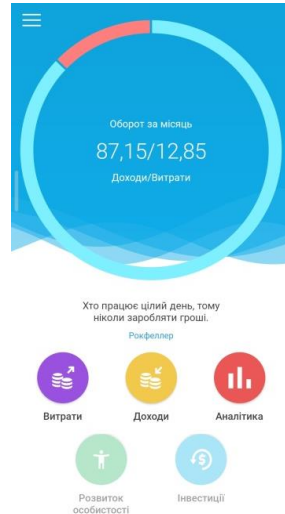 Оборот за місяць
87,15/12,85
Доходи/Витрати
Хто працює цілий день, тому
ніколи заробляти гроші.
Рокфеллер
Витрати
Доходи
Аналітика
Розвиток
особистості
Інвестиції